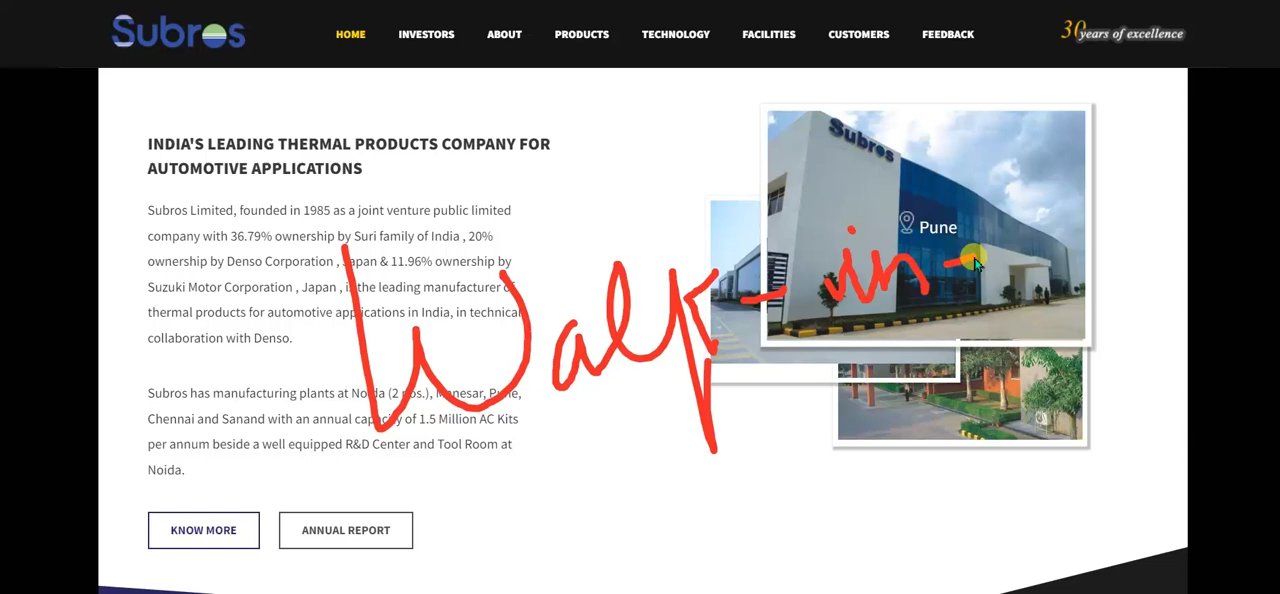 Subros
HOME INVESTORS ABOUT PRODUCTS TECHNOLOGY FACILITIES CUSTOMERS FEEDBACK
30 years of excellence
INDIA'S LEADING THERMAL PRODUCTS COMPANY FOR
AUTOMOTIVE APPLICATIONS
Subros Limited, founded in 1985 as a joint venture public limited
company with 36.79% ownership by Suri family of India , 20%
ownership by Denso Corporation , Japan & 11.96% ownership by
Suzuki Motor Corporation , Japan , is the leading manufacturer of
thermal products for automotive applications in India, in technical
collaboration with Denso.
Subros has manufacturing plants at Noida (2 nos.), Manesar, Pune,
Chennai and Sanand with an annual capacity of 1.5 Million AC Kits
per annum beside a well equipped R&D Center and Tool Room at
Noida.
KNOW MORE ANNUAL REPORT
Subros
Pune
Walk-in-